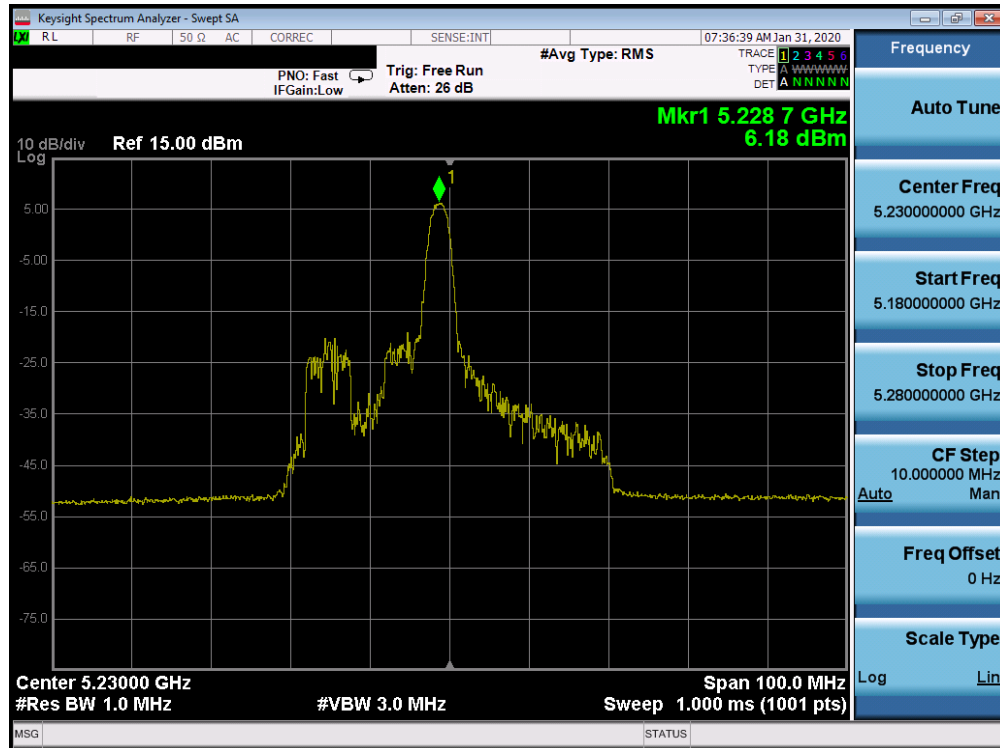 Keysight Spectrum Analyzer - Swept SA
LXI RL RF 50 Ω AC CORREC SENSE:INT 07:36:39 AM Jan 31, 2020
PNO: Fast
IFGain:Low
Trig: Free Run
Atten: 26 dB
#Avg Type: RMS
TRACE 1 2 3 4 5 6
TYPE A WWWWW
DET A N N N N N
Mkr1 5.228 7 GHz
6.18 dBm
10 dB/div
Log
Ref 15.00 dBm
1
5.00
-5.00
-15.0
-25.0
-35.0
-45.0
-55.0
-65.0
-75.0
Center 5.23000 GHz
Span 100.0 MHz
#Res BW 1.0 MHz
#VBW 3.0 MHz
Sweep 1.000 ms (1001 pts)
MSG
STATUS
Frequency
Auto Tune
Center Freq
5.230000000 GHz
Start Freq
5.180000000 GHz
Stop Freq
5.280000000 GHz
CF Step
10.000000 MHz
Auto Man
Freq Offset
0 Hz
Scale Type
Log Lin